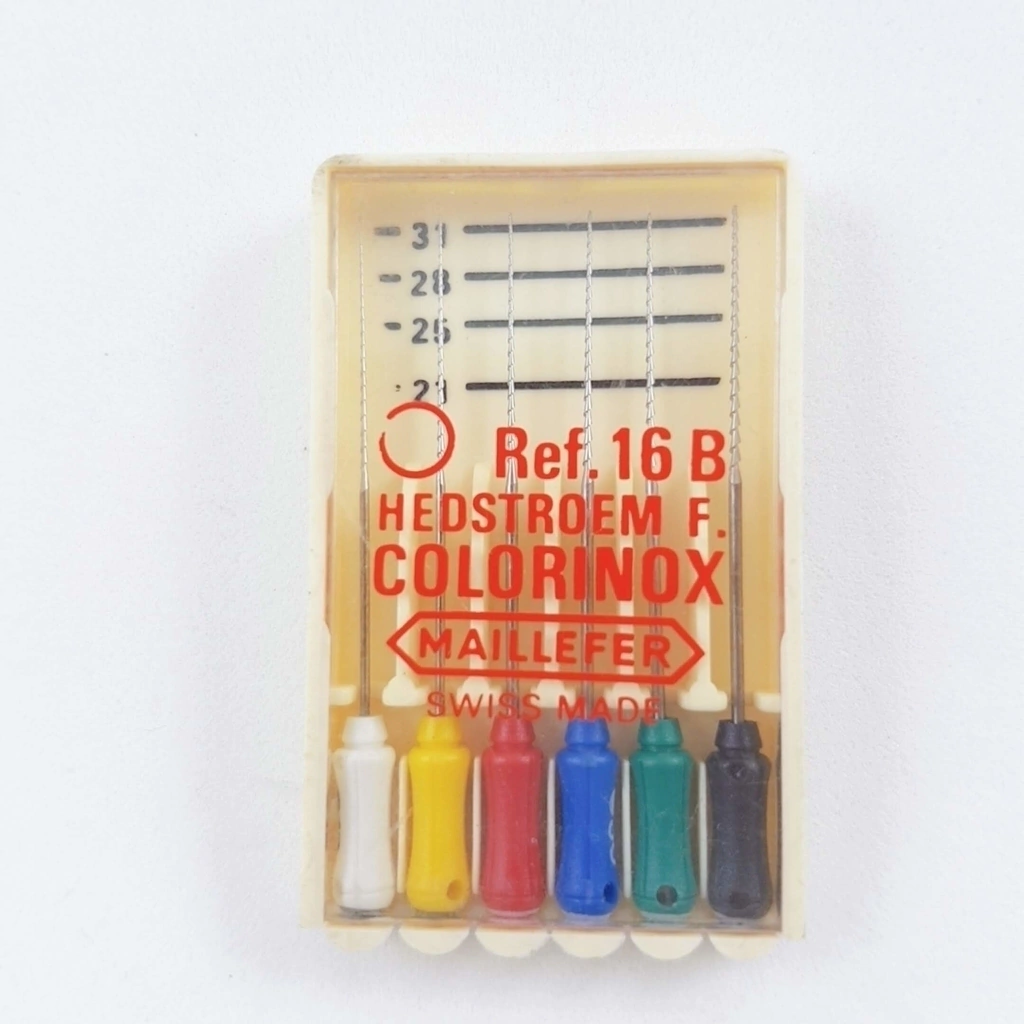 - 31
- 28
- 25
21
Ref. 16 B
HEDSTROEM F.
COLORINOX
MAILLEFER
SWISS MADE